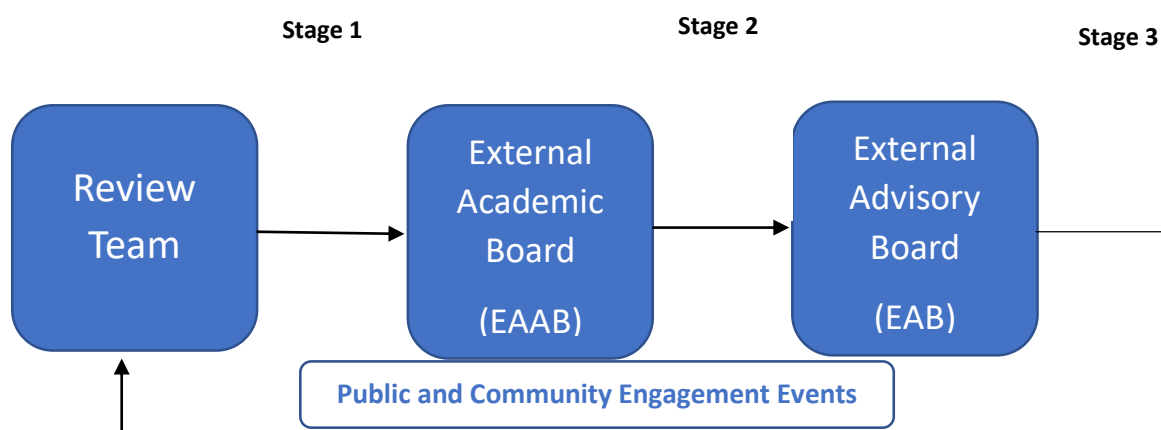 Stage 1
Stage 2
Stage 3
Review
Team
External
Academic
Board
(EAAB)
External
Advisory
Board
(EAB)
Public and Community Engagement Events